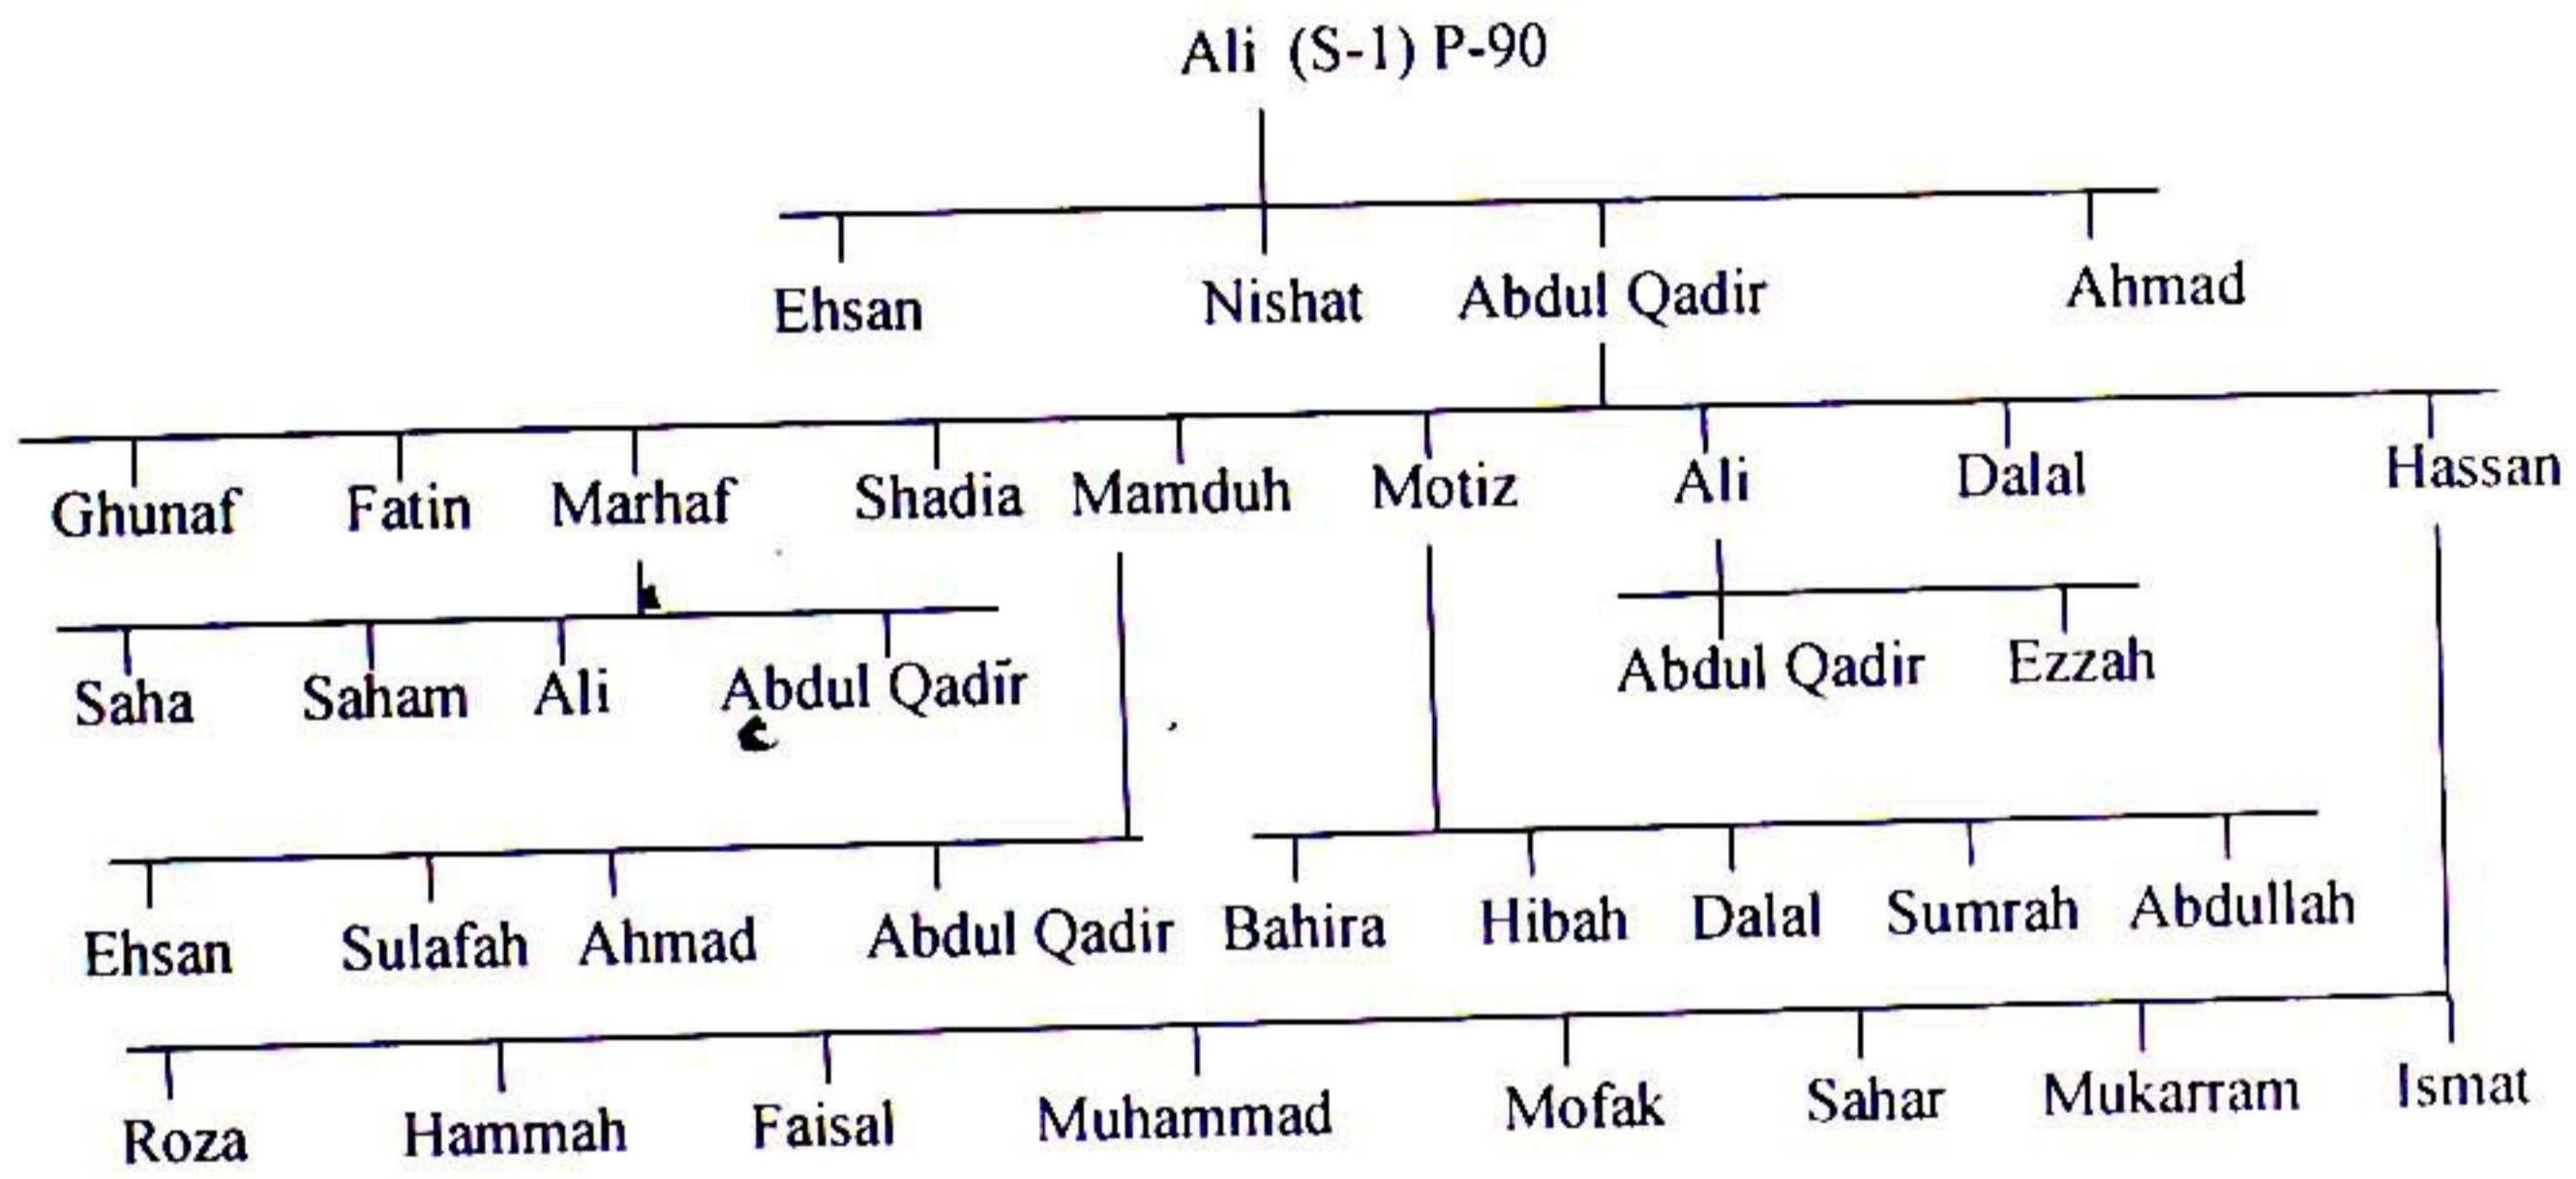 Ali (S-1) P-90
Ehsan Nishat Abdul Qadir Ahmad
Ghunaf Fatin Marhaf Shadia Mamduh Motiz Ali Dalal Hassan
Saha Saham Ali Abdul Qadir Abdul Qadir Ezzah
Ehsan Sulafah Ahmad Abdul Qadir Bahira Hibah Dalal Sumrah Abdullah
Roza Hammah Faisal Muhammad Mofak Sahar Mukarram Ismat